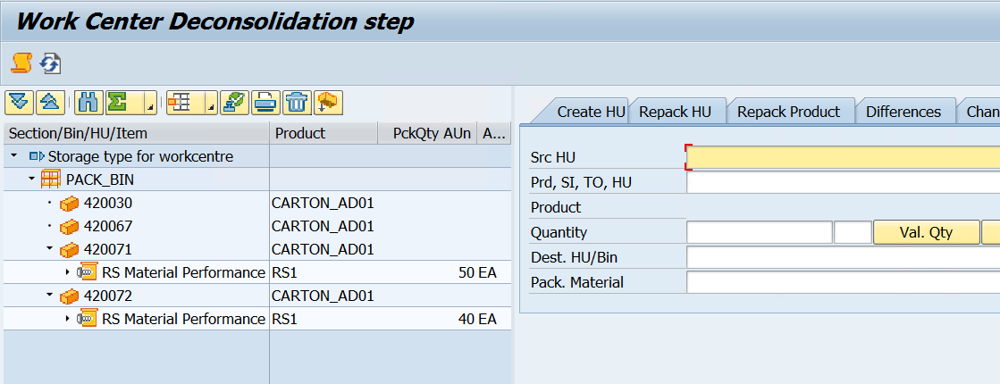 Work Center Deconsolidation step
Create HU Repack HU Repack Product Differences Chan
Section/Bin/HU/Item Product PckQty AUn A...
Storage type for workcentre
PACK_BIN
420030 CARTON_AD01
420067 CARTON_AD01
420071 CARTON_AD01
RS Material Performance RS1 50 EA
420072 CARTON_AD01
RS Material Performance RS1 40 EA
Src HU
Prd, SI, TO, HU
Product
Quantity Val. Qty
Dest. HU/Bin
Pack. Material